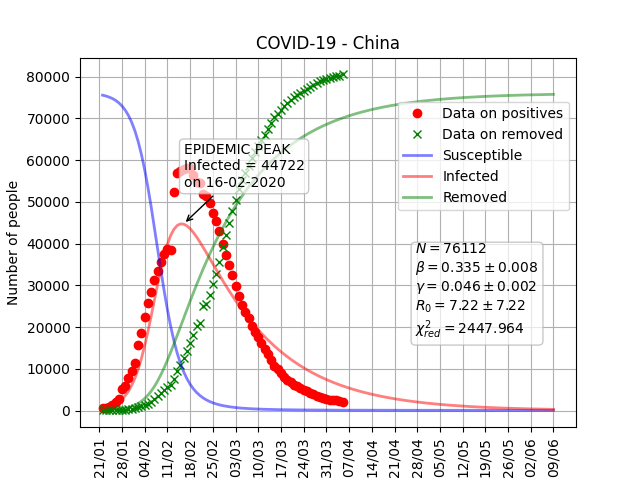 COVID-19 - China
Number of people
80000
70000
60000
50000
40000
30000
20000
10000
0
EPIDEMIC PEAK
Infected = 44722
on 16-02-2020
Data on positives
Data on removed
Susceptible
Infected
Removed
N = 76112
β = 0.335 ± 0.008
γ = 0.046 ± 0.002
R₀ = 7.22 ± 7.22
χ²red = 2447.964
21/01
28/01
04/02
11/02
18/02
25/02
03/03
10/03
17/03
24/03
31/03
07/04
14/04
21/04
28/04
05/05
12/05
19/05
26/05
02/06
09/06